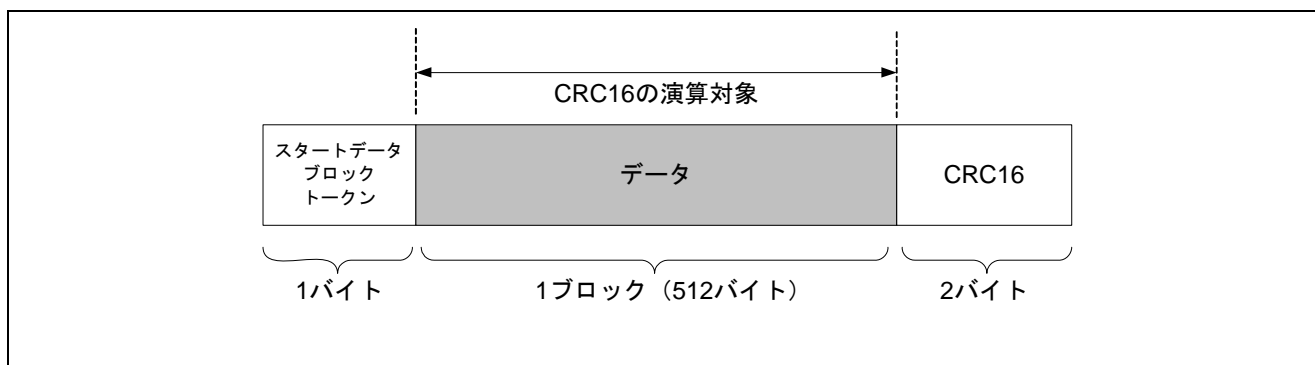 CRC16の演算対象
スタートデータ
ブロック
トークン
データ
CRC16
1バイト
1ブロック（512バイト）
2バイト